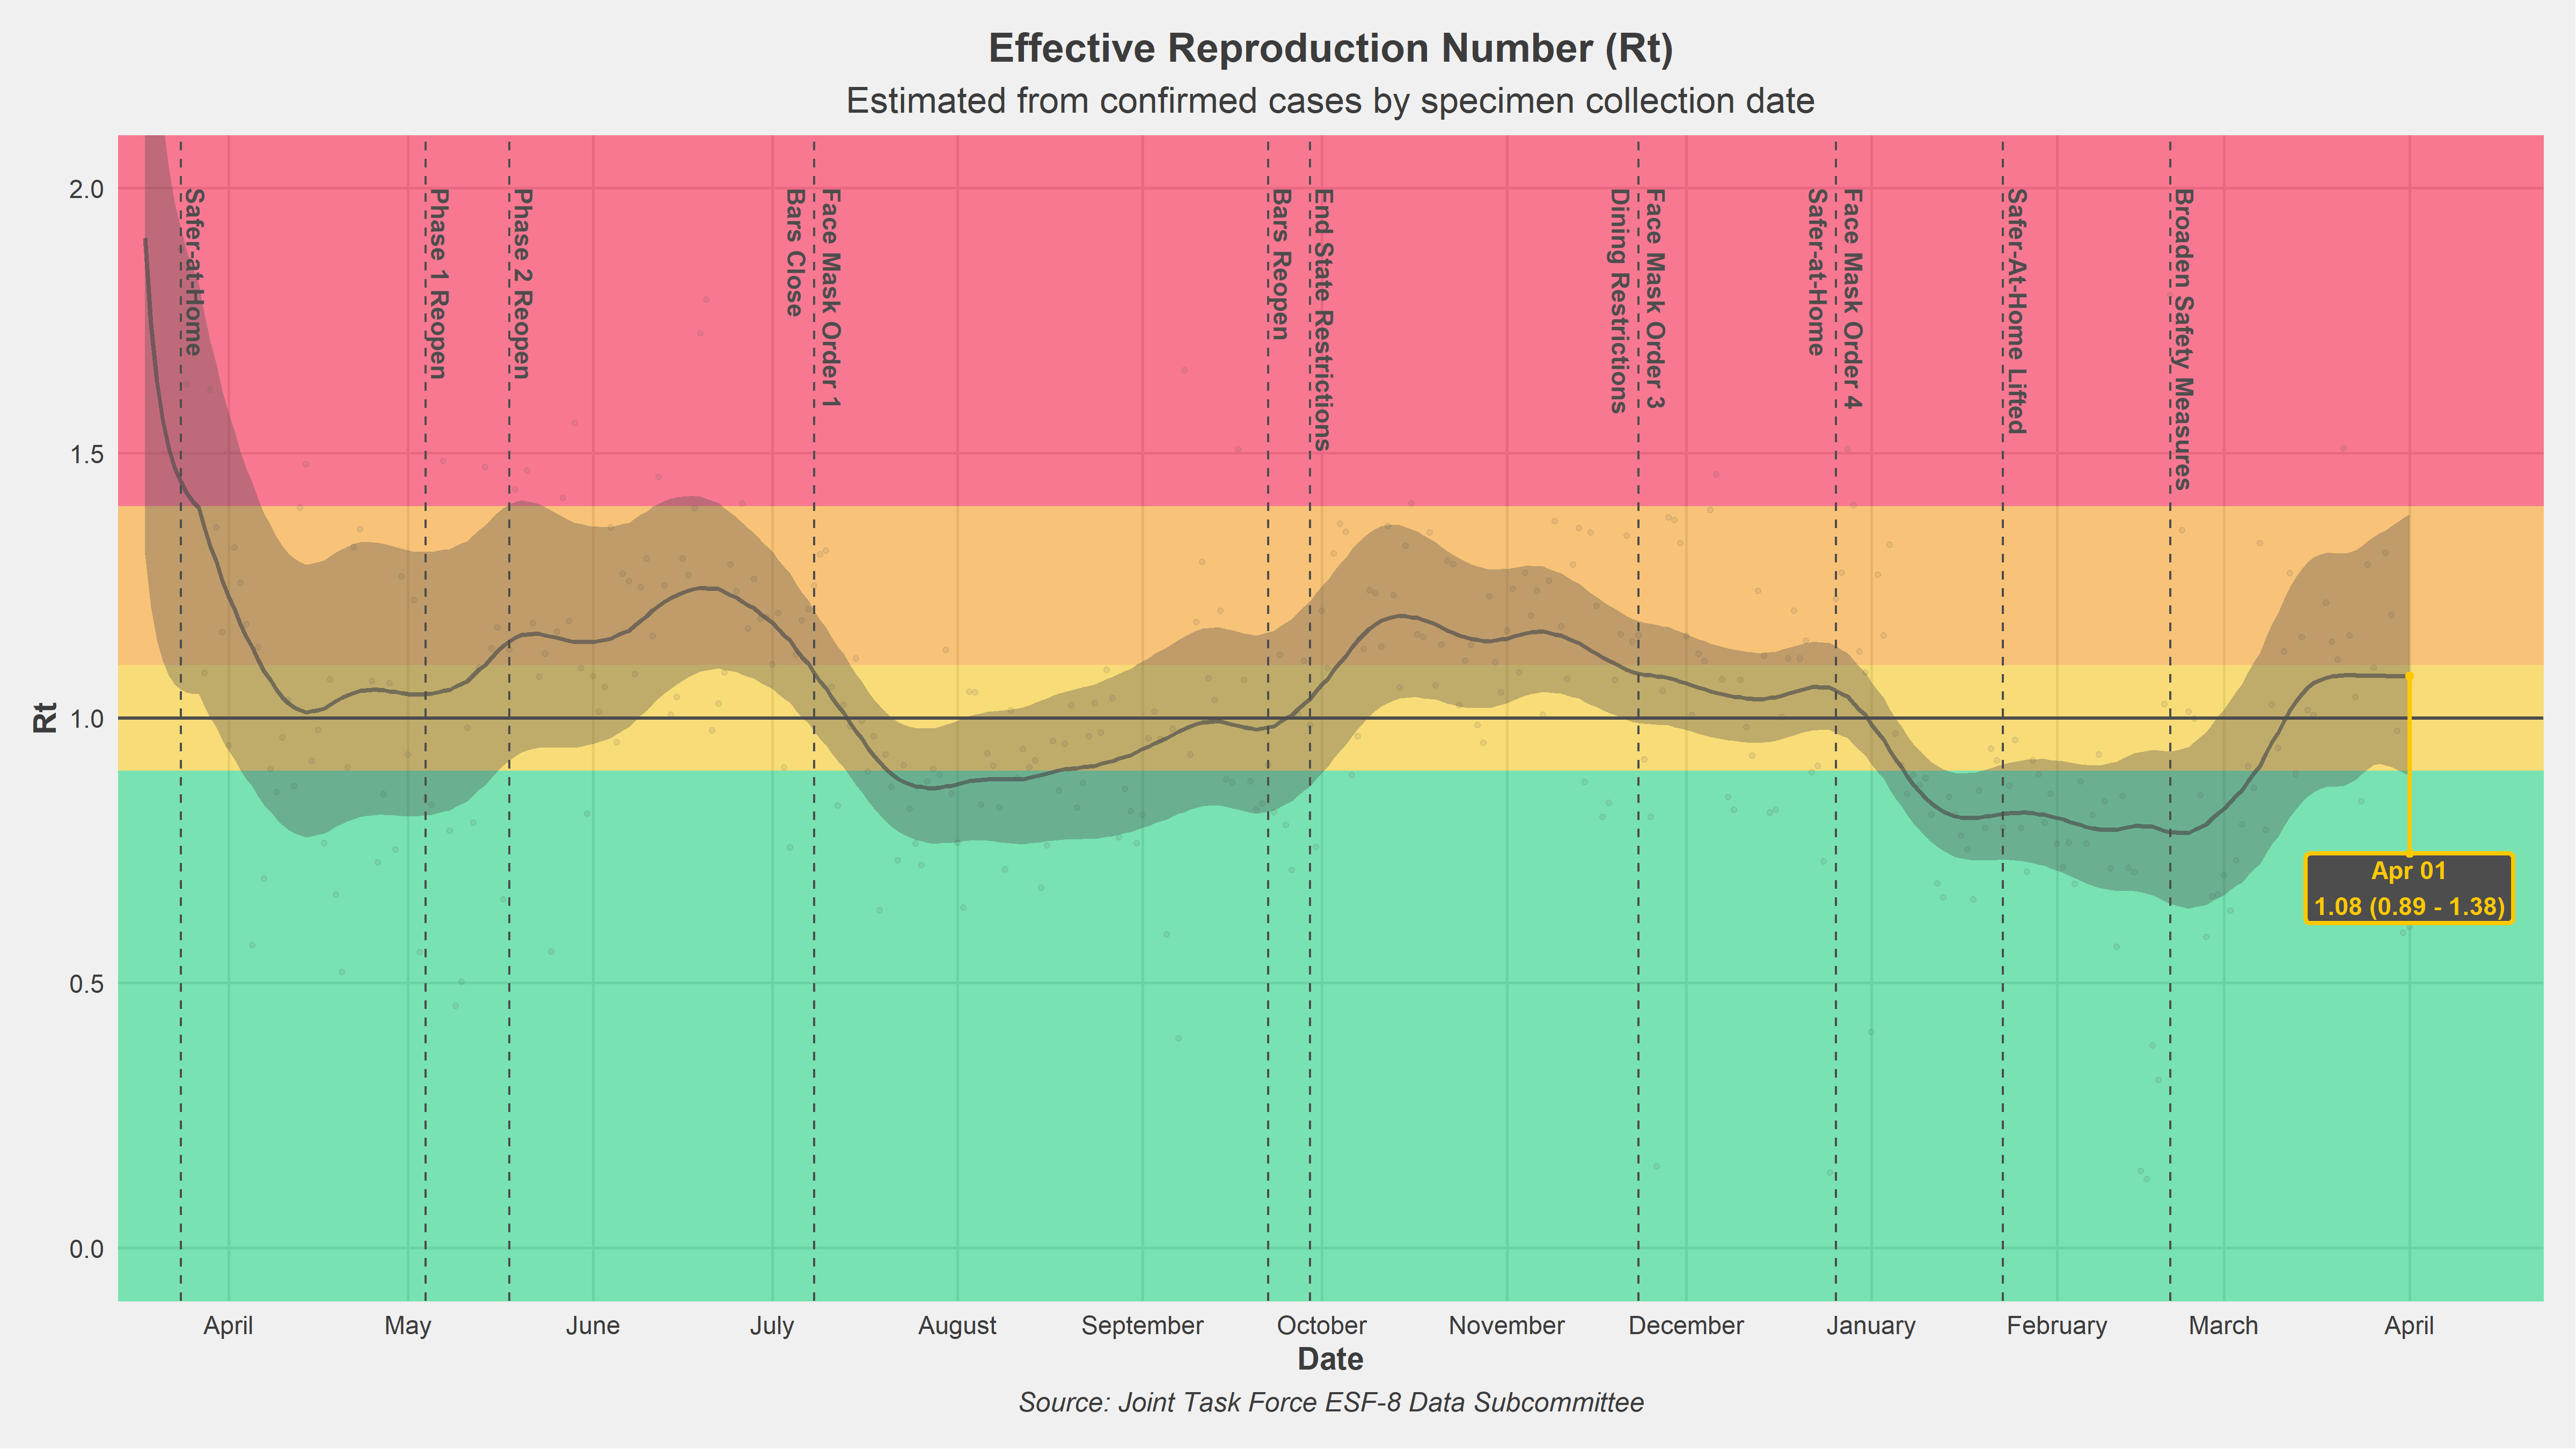 Effective Reproduction Number (Rt)
Estimated from confirmed cases by specimen collection date
Rt
2.0
1.5
1.0
0.5
0.0
Safer-at-Home
Phase 1 Reopen
Phase 2 Reopen
Face Mask Order 1
Bars Close
Bars Reopen
End State Restrictions
Face Mask Order 3
Dining Restrictions
Face Mask Order 4
Safer-at-Home
Safer-At-Home Lifted
Broaden Safety Measures
Apr 01
1.08 (0.89 - 1.38)
April May June July August September October November December January February March April
Date
Source: Joint Task Force ESF-8 Data Subcommittee